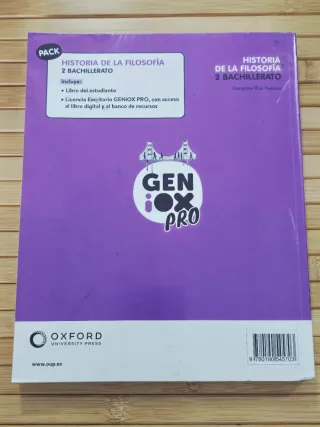 PACK
HISTORIA DE LA FILOSOFÍA
2 BACHILLERATO
Incluye:
• Libro del estudiante
• Licencia Escritorio GENiOX PRO, con acceso
al libro digital y al banco de recursos
HISTORIA
DE LA FILOSOFÍA
2 BACHILLERATO
GEN
iOX
PRO
OXFORD
UNIVERSITY PRESS
www.oup.es